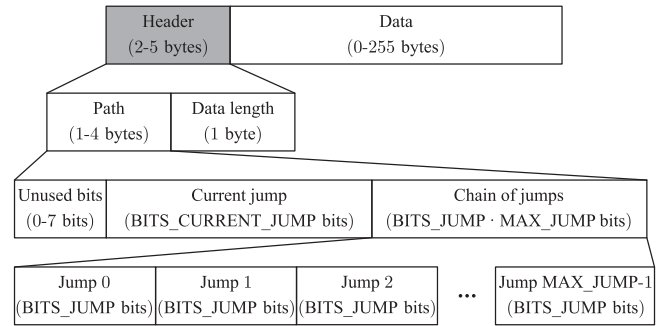 Header
(2-5 bytes)
Data
(0-255 bytes)
Path
(1-4 bytes)
Data length
(1 byte)
Unused bits
(0-7 bits)
Current jump
(BITS_CURRENT_JUMP bits)
Chain of jumps
(BITS_JUMP · MAX_JUMP bits)
Jump 0
(BITS_JUMP bits)
Jump 1
(BITS_JUMP bits)
Jump 2
(BITS_JUMP bits)
...
Jump MAX_JUMP-1
(BITS_JUMP bits)